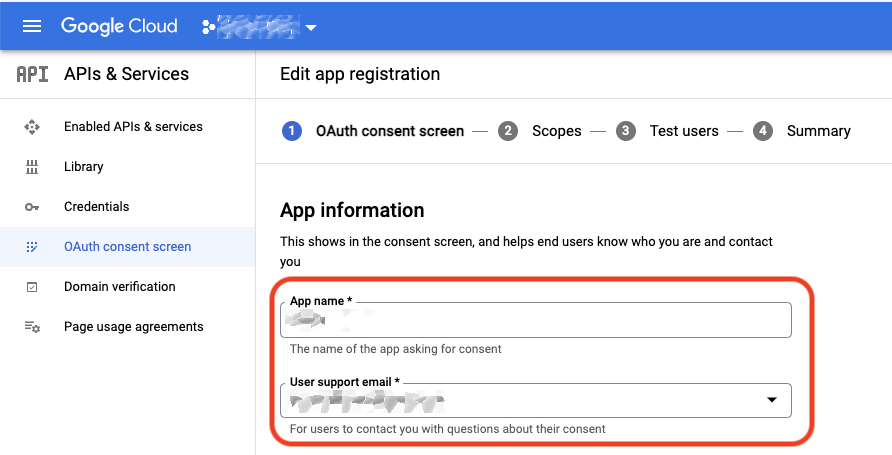 Google Cloud
API APIs & Services
Edit app registration
Enabled APIs & services
Library
Credentials
OAuth consent screen
Domain verification
Page usage agreements
1 OAuth consent screen — 2 Scopes — 3 Test users — 4 Summary
App information
This shows in the consent screen, and helps end users know who you are and contact
you
App name *
The name of the app asking for consent
User support email *
For users to contact you with questions about their consent